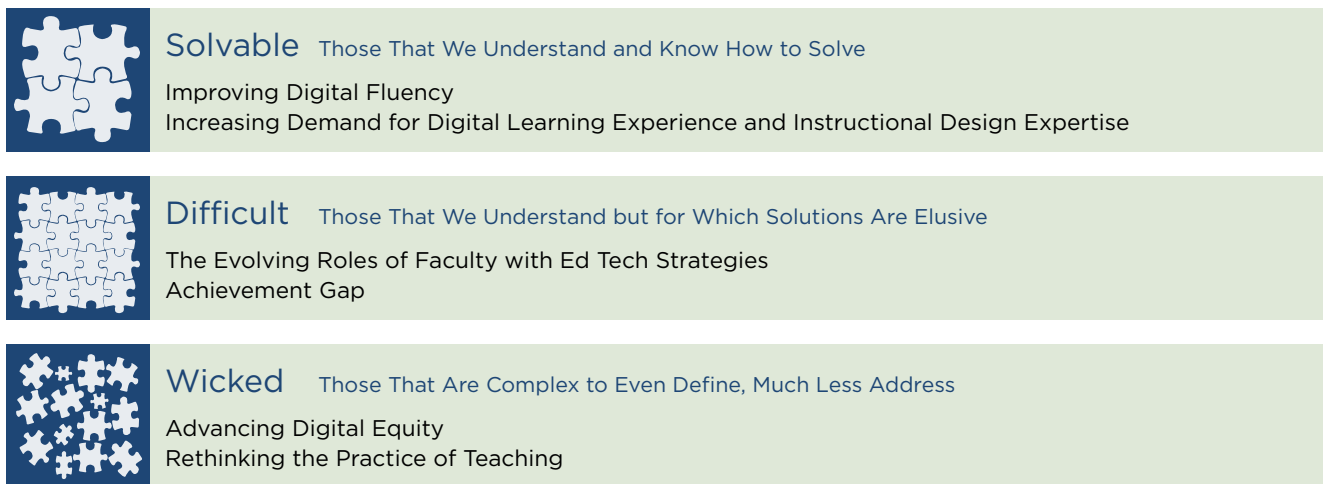 Solvable Those That We Understand and Know How to Solve
Improving Digital Fluency
Increasing Demand for Digital Learning Experience and Instructional Design Expertise
Difficult Those That We Understand but for Which Solutions Are Elusive
The Evolving Roles of Faculty with Ed Tech Strategies
Achievement Gap
Wicked Those That Are Complex to Even Define, Much Less Address
Advancing Digital Equity
Rethinking the Practice of Teaching